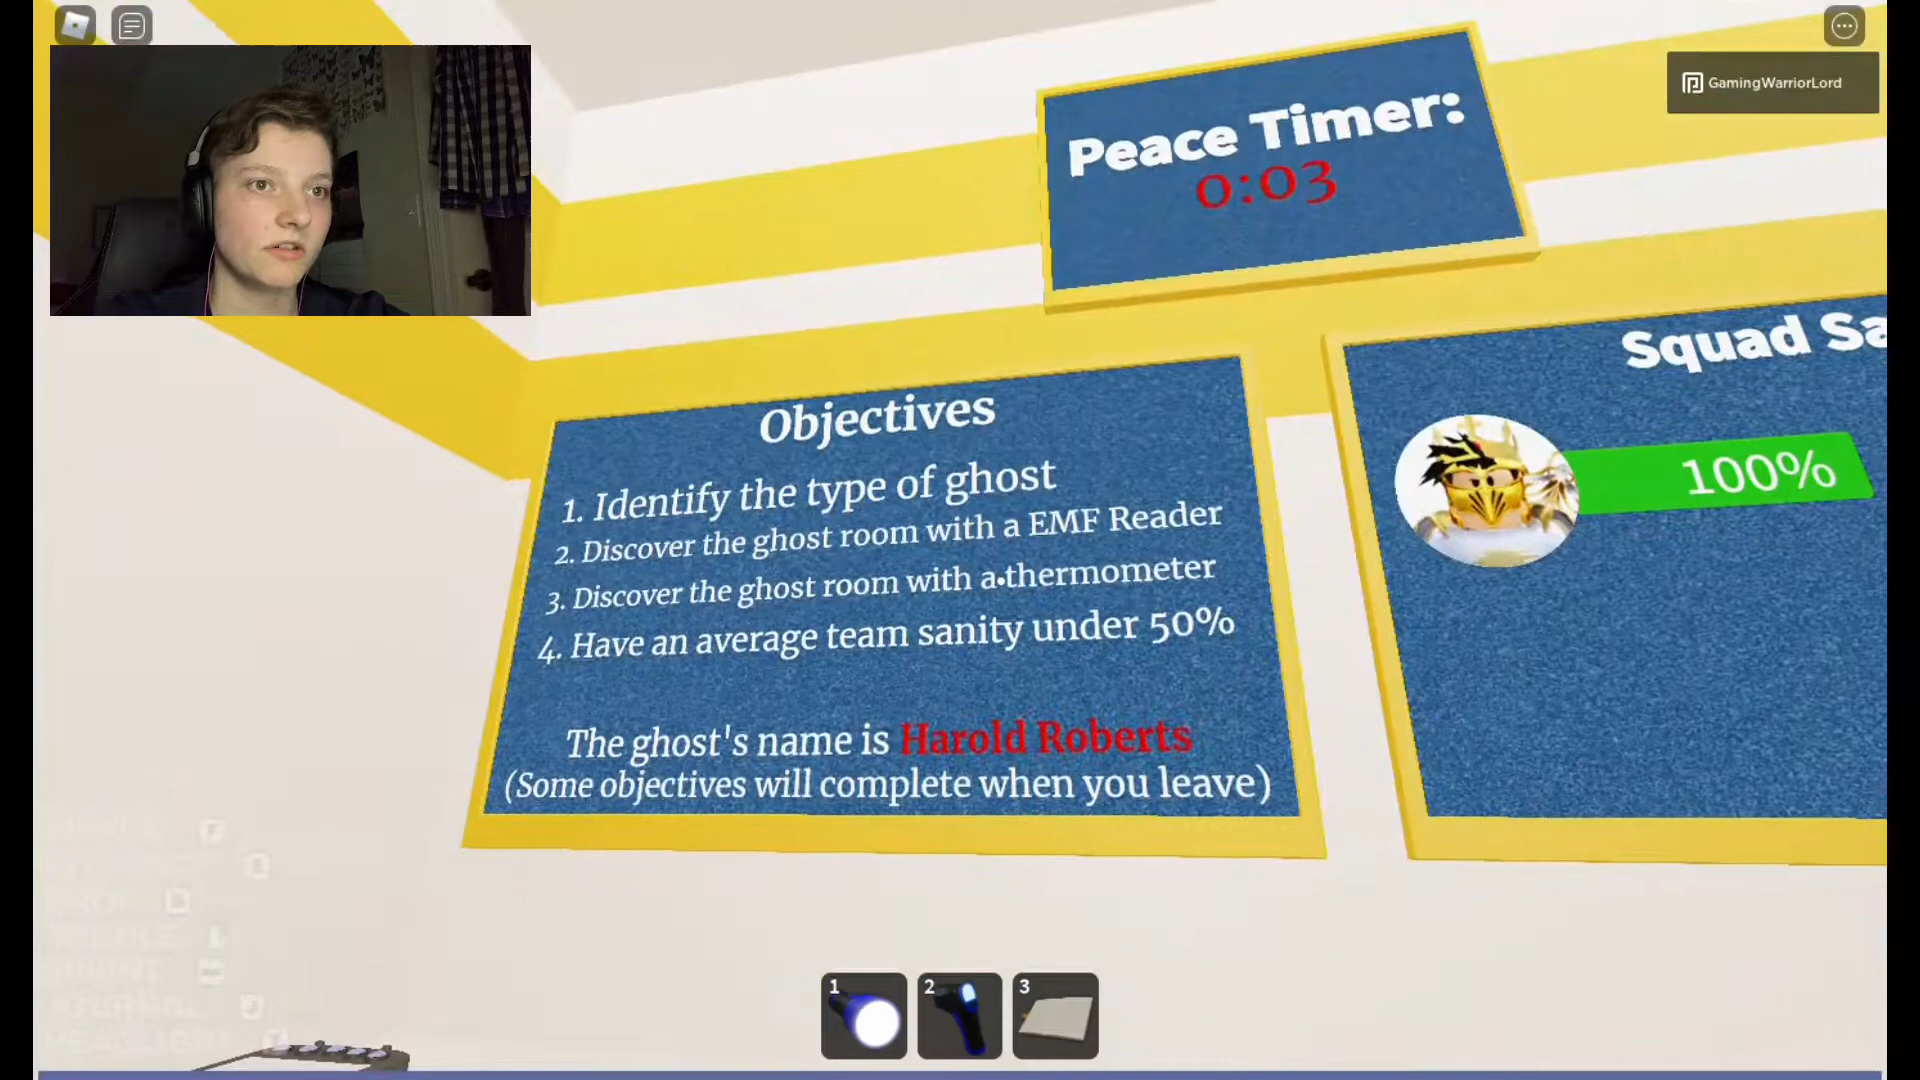 GamingWarriorLord
Peace Timer:
0:03
Squad
100%
Objectives
1. Identify the type of ghost
2. Discover the ghost room with a EMF Reader
3. Discover the ghost room with a thermometer
4. Have an average team sanity under 50%
The ghost's name is Harold Roberts
(Some objectives will complete when you leave)
1
2
3